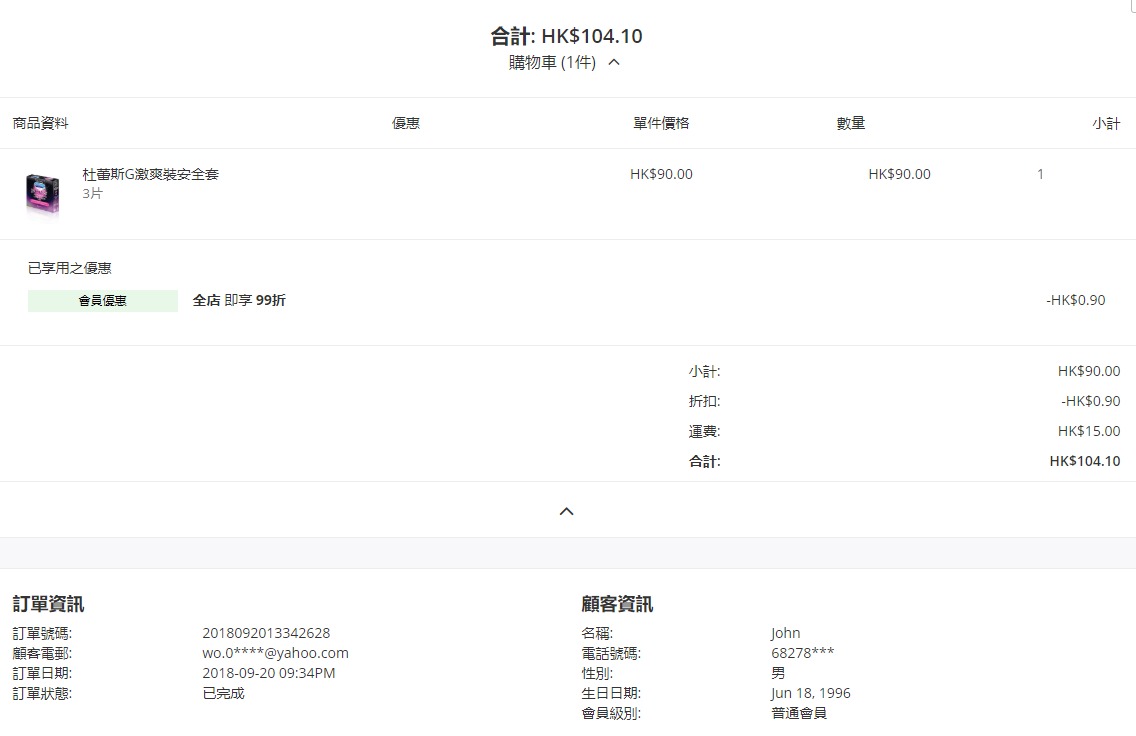 合計: HK$104.10
購物車 (1件)
商品資料 優惠 單件價格 數量 小計
杜蕾斯G激爽裝安全套 HK$90.00 HK$90.00 1
3片
已享用之優惠
會員優惠 全店 即享 99折 -HK$0.90
小計: HK$90.00
折扣: -HK$0.90
運費: HK$15.00
合計: HK$104.10
訂單資訊
訂單號碼: 2018092013342628
顧客電郵: wo.0****@yahoo.com
訂單日期: 2018-09-20 09:34PM
訂單狀態: 已完成
顧客資訊
名稱: John
電話號碼: 68278***
性別: 男
生日日期: Jun 18, 1996
會員級別: 普通會員